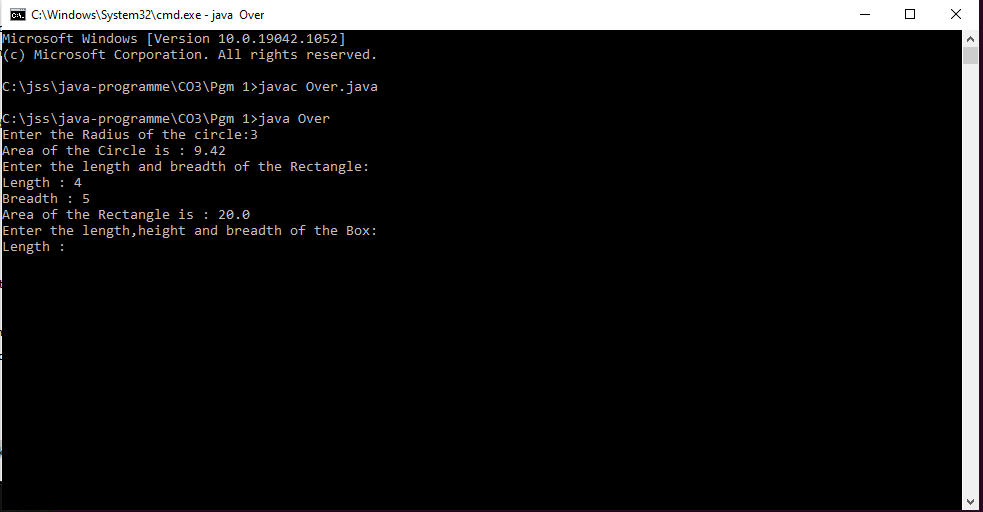 C:\Windows\System32\cmd.exe - java Over
Microsoft Windows [Version 10.0.19042.1052]
(c) Microsoft Corporation. All rights reserved.
C:\jss\java-programme\CO3\Pgm 1>javac Over.java
C:\jss\java-programme\CO3\Pgm 1>java Over
Enter the Radius of the circle:3
Area of the Circle is : 9.42
Enter the length and breadth of the Rectangle:
Length : 4
Breadth : 5
Area of the Rectangle is : 20.0
Enter the length,height and breadth of the Box:
Length :